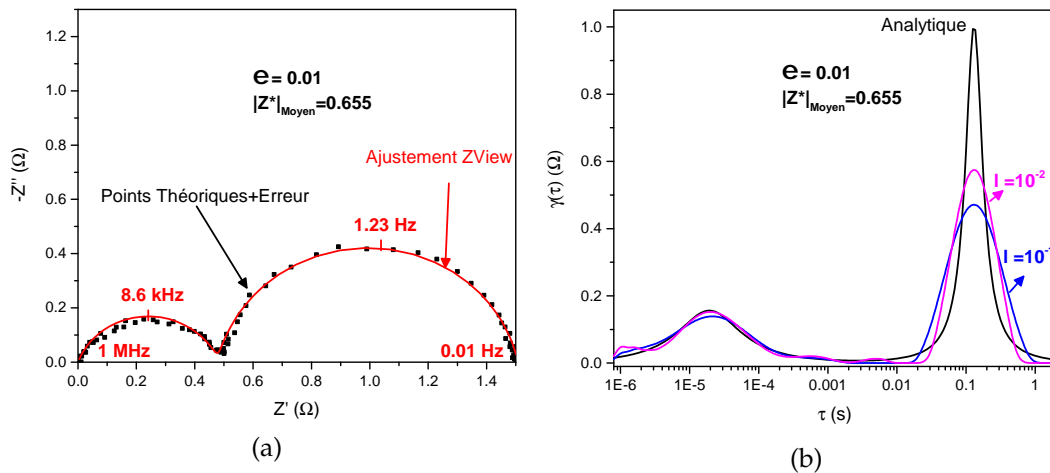 1.2
1.0
0.8
0.6
0.4
0.2
0.0
-Z'' (Ω)
e = 0.01
|Z*|Moyen=0.655
Ajustement ZView
Points Théoriques+Erreur
1.23 Hz
8.6 kHz
1 MHz
0.01 Hz
0.0 0.2 0.4 0.6 0.8 1.0 1.2 1.4
Z' (Ω)
(a)
1.0
0.8
0.6
0.4
0.2
0.0
γ(τ) (Ω)
Analytique
e = 0.01
|Z*|Moyen=0.655
l =10⁻²
l =10⁻
1E-6 1E-5 1E-4 0.001 0.01 0.1 1
τ (s)
(b)